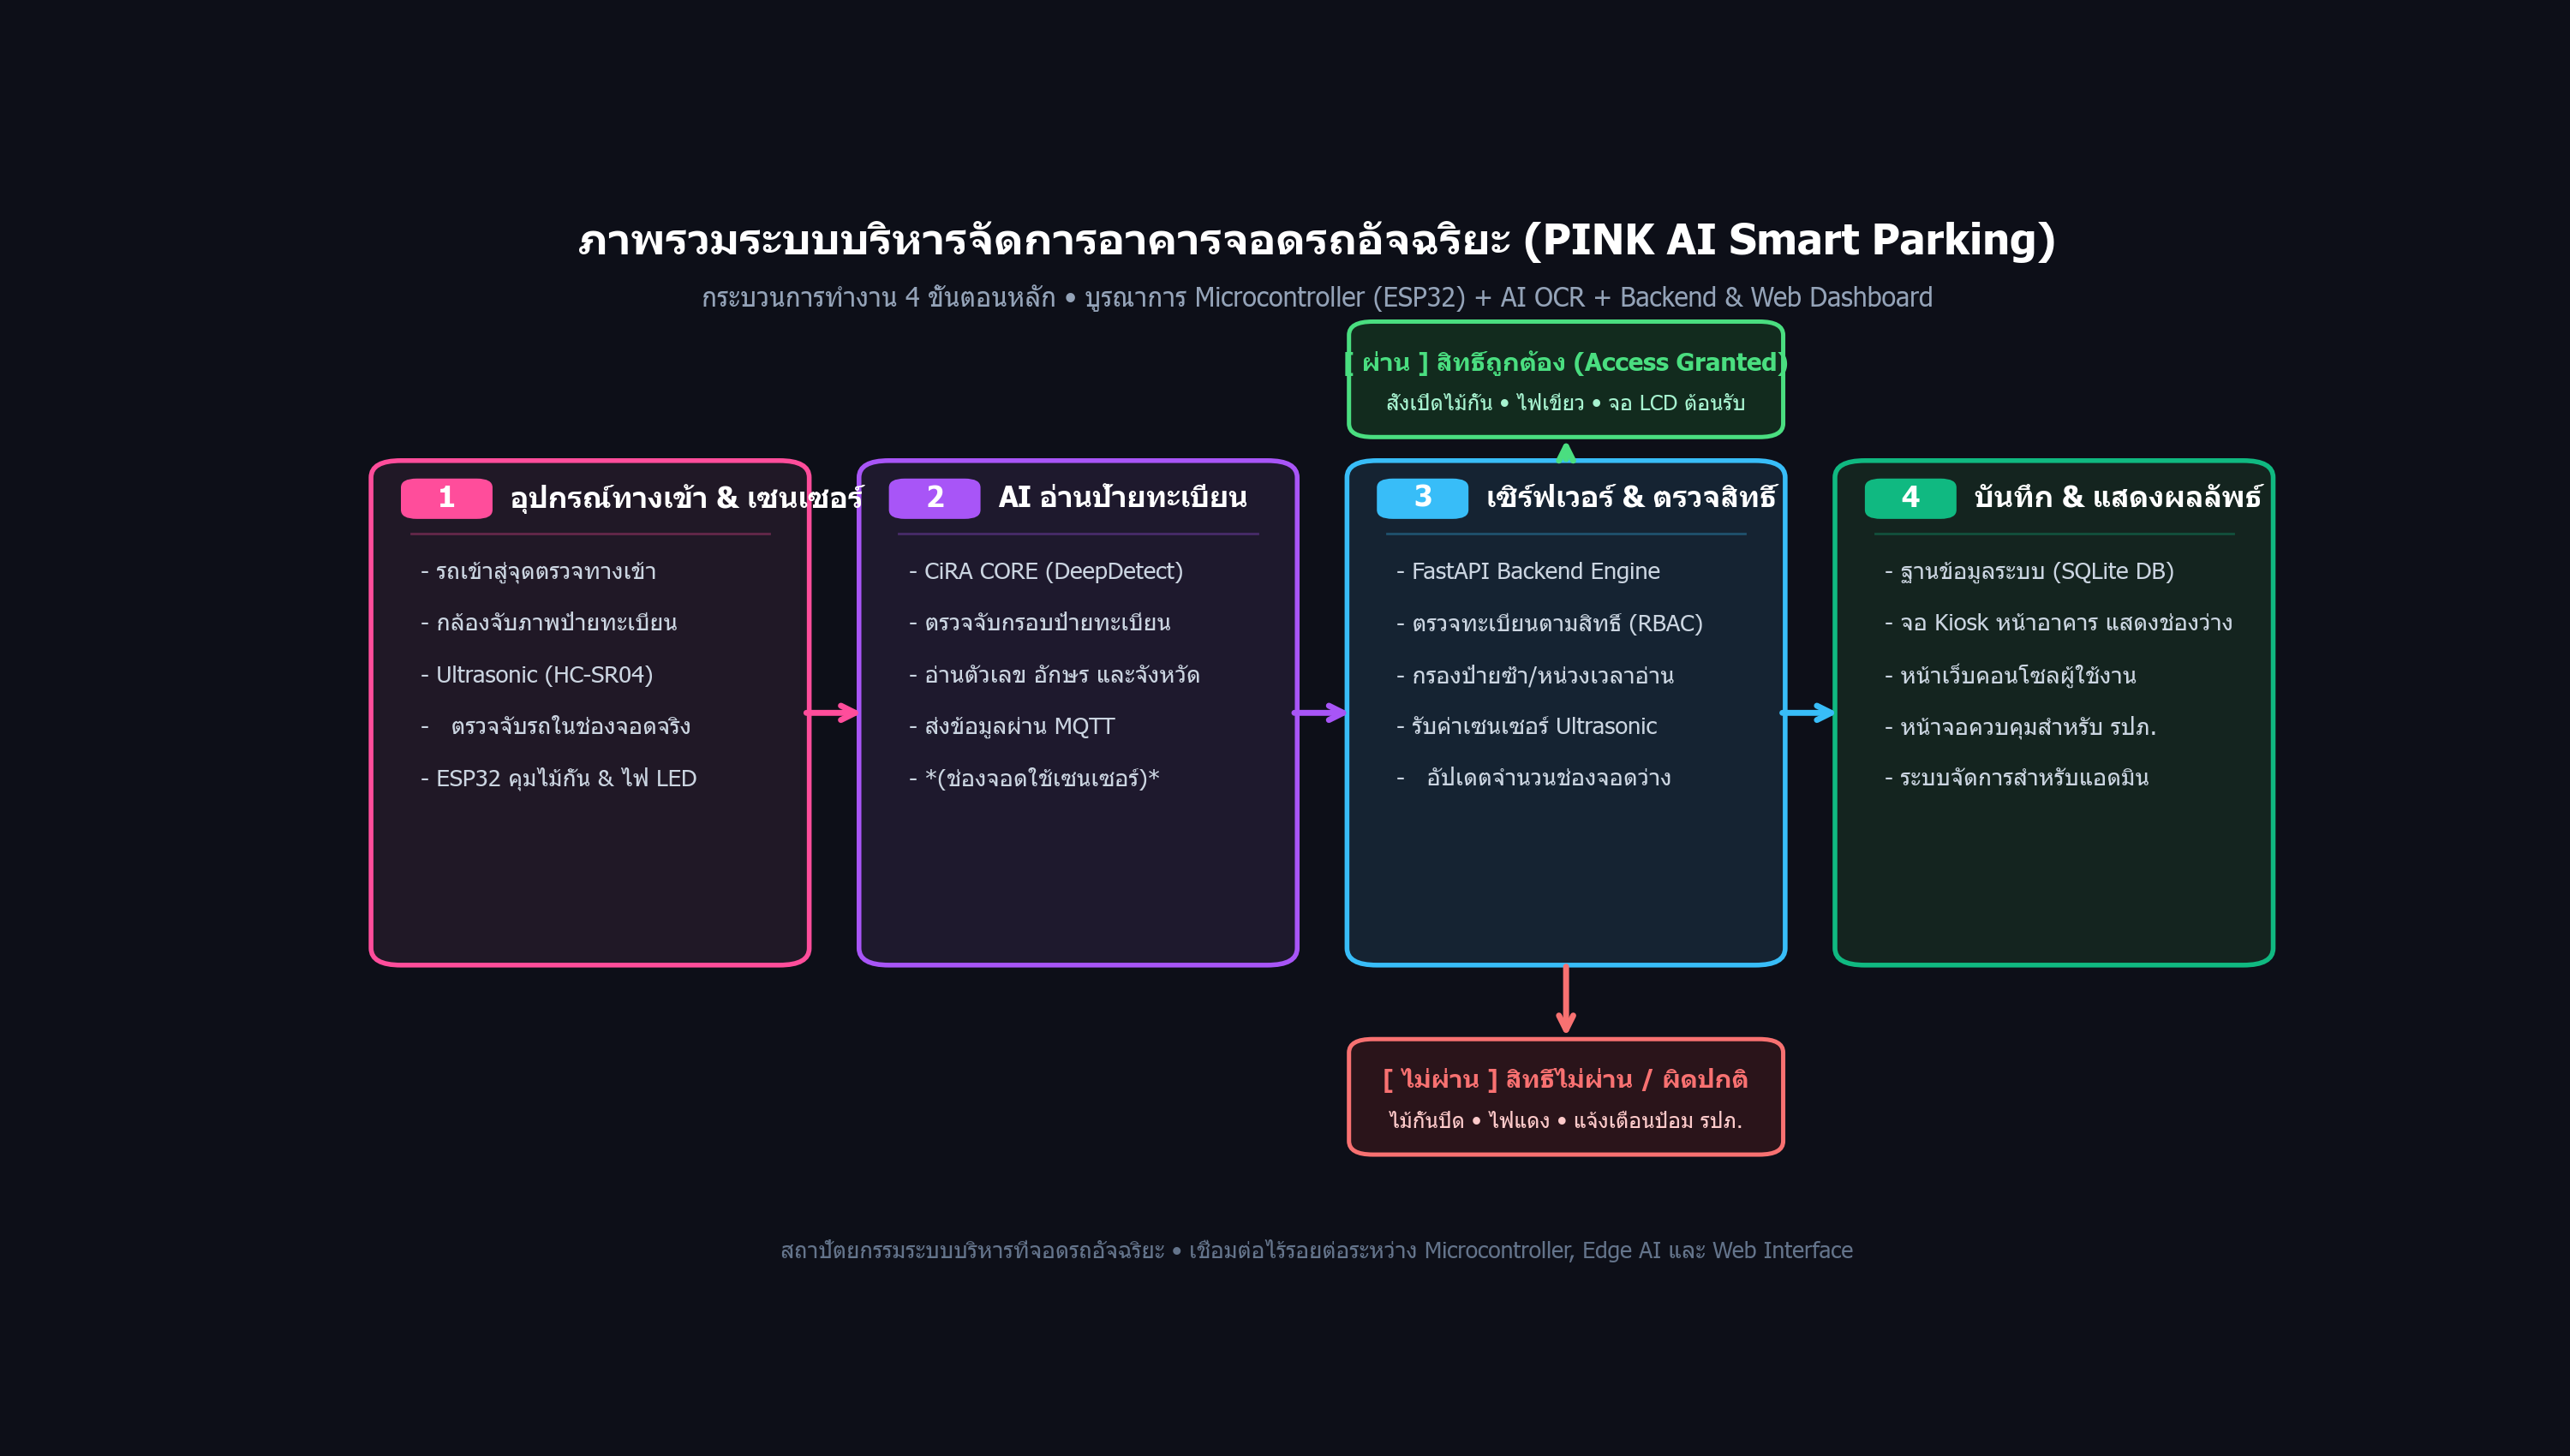 ภาพรวมระบบบริหารจัดการอาคารจอดรถอัจฉริยะ (PINK AI Smart Parking)
กระบวนการทำงาน 4 ขั้นตอนหลัก • บูรณาการ Microcontroller (ESP32) + AI OCR + Backend & Web Dashboard
[ ผ่าน ] สิทธิ์ถูกต้อง (Access Granted)
สั่งเปิดไม้กั้น • ไฟเขียว • จอ LCD ต้อนรับ
1 อุปกรณ์ทางเข้า & เซนเซอร์
- รถเข้าสู่จุดตรวจทางเข้า
- กล้องจับภาพป้ายทะเบียน
- Ultrasonic (HC-SR04)
- ตรวจจับรถในช่องจอดจริง
- ESP32 คุมไม้กั้น & ไฟ LED
2 AI อ่านป้ายทะเบียน
- CiRA CORE (DeepDetect)
- ตรวจจับกรอบป้ายทะเบียน
- อ่านตัวเลข อักษร และจังหวัด
- ส่งข้อมูลผ่าน MQTT
- *(ช่องจอดใช้เซนเซอร์)*
3 เซิร์ฟเวอร์ & ตรวจสิทธิ์
- FastAPI Backend Engine
- ตรวจทะเบียนตามสิทธิ์ (RBAC)
- กรองป้ายซ้ำ/หน่วงเวลาอ่าน
- รับค่าเซนเซอร์ Ultrasonic
- อัปเดตจำนวนช่องจอดว่าง
4 บันทึก & แสดงผลลัพธ์
- ฐานข้อมูลระบบ (SQLite DB)
- จอ Kiosk หน้าอาคาร แสดงช่องว่าง
- หน้าเว็บคอนโซลผู้ใช้งาน
- หน้าจอควบคุมสำหรับ รปภ.
- ระบบจัดการสำหรับแอดมิน
[ ไม่ผ่าน ] สิทธิ์ไม่ผ่าน / ผิดปกติ
ไม้กั้นปิด • ไฟแดง • แจ้งเตือนป้อม รปภ.
สถาปัตยกรรมระบบบริหารที่จอดรถอัจฉริยะ • เชื่อมต่อไร้รอยต่อระหว่าง Microcontroller, Edge AI และ Web Interface